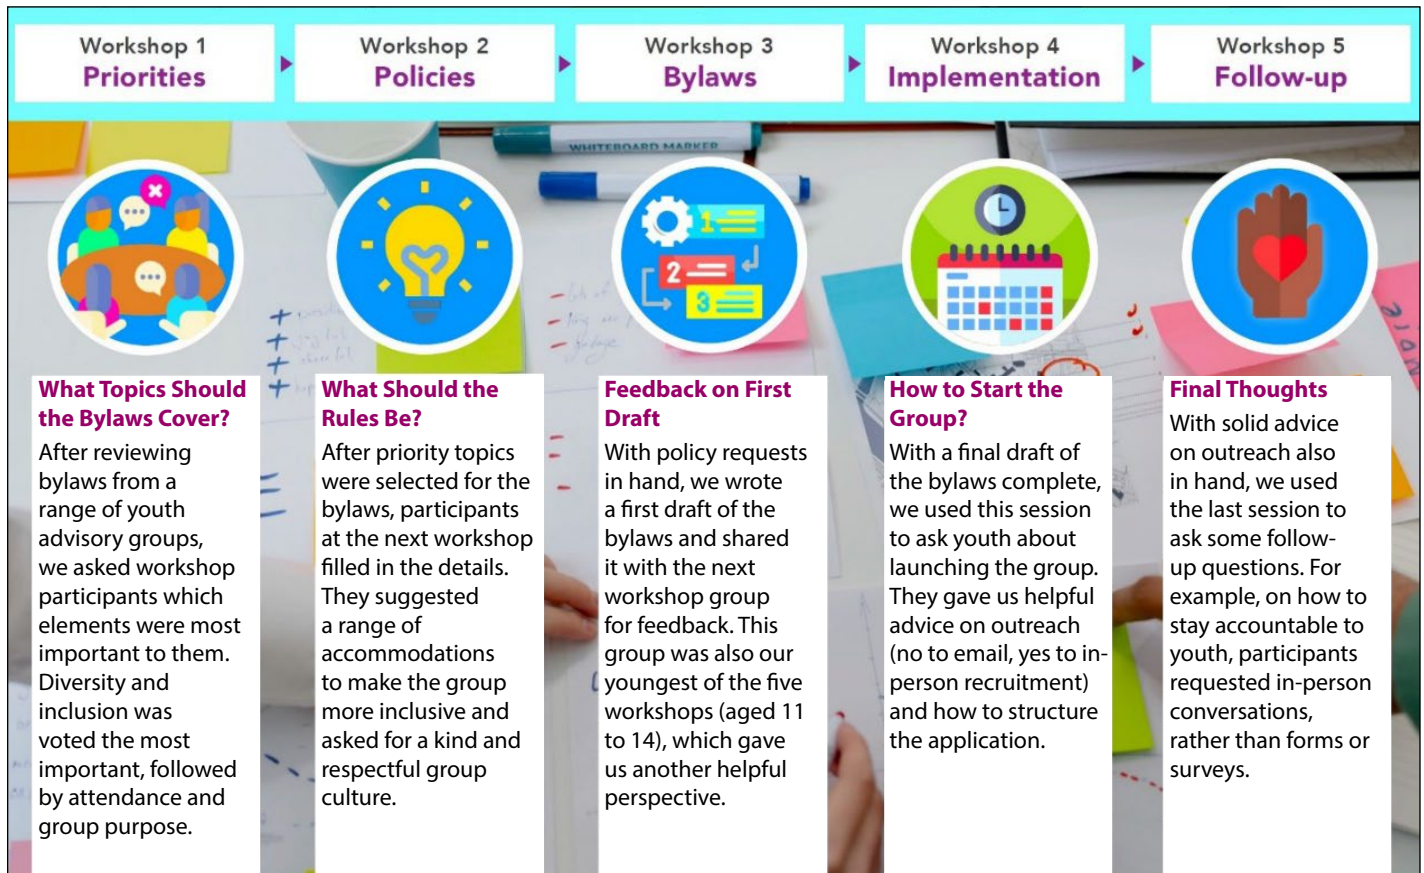 Workshop 1
Priorities
Workshop 2
Policies
Workshop 3
Bylaws
Workshop 4
Implementation
Workshop 5
Follow-up
WHITEBOARD MARKER
1
2
3
What Topics Should
the Bylaws Cover?
After reviewing
bylaws from a
range of youth
advisory groups,
we asked workshop
participants which
elements were most
important to them.
Diversity and
inclusion was
voted the most
important, followed
by attendance and
group purpose.
What Should the
Rules Be?
After priority topics
were selected for the
bylaws, participants
at the next workshop
filled in the details.
They suggested
a range of
accommodations
to make the group
more inclusive and
asked for a kind and
respectful group
culture.
Feedback on First
Draft
With policy requests
in hand, we wrote
a first draft of the
bylaws and shared
it with the next
workshop group
for feedback. This
group was also our
youngest of the five
workshops (aged 11
to 14), which gave
us another helpful
perspective.
How to Start the
Group?
With a final draft of
the bylaws complete,
we used this session
to ask youth about
launching the group.
They gave us helpful
advice on outreach
(no to email, yes to in-
person recruitment)
and how to structure
the application.
Final Thoughts
With solid advice
on outreach also
in hand, we used
the last session to
ask some follow-
up questions. For
example, on how to
stay accountable to
youth, participants
requested in-person
conversations,
rather than forms or
surveys.